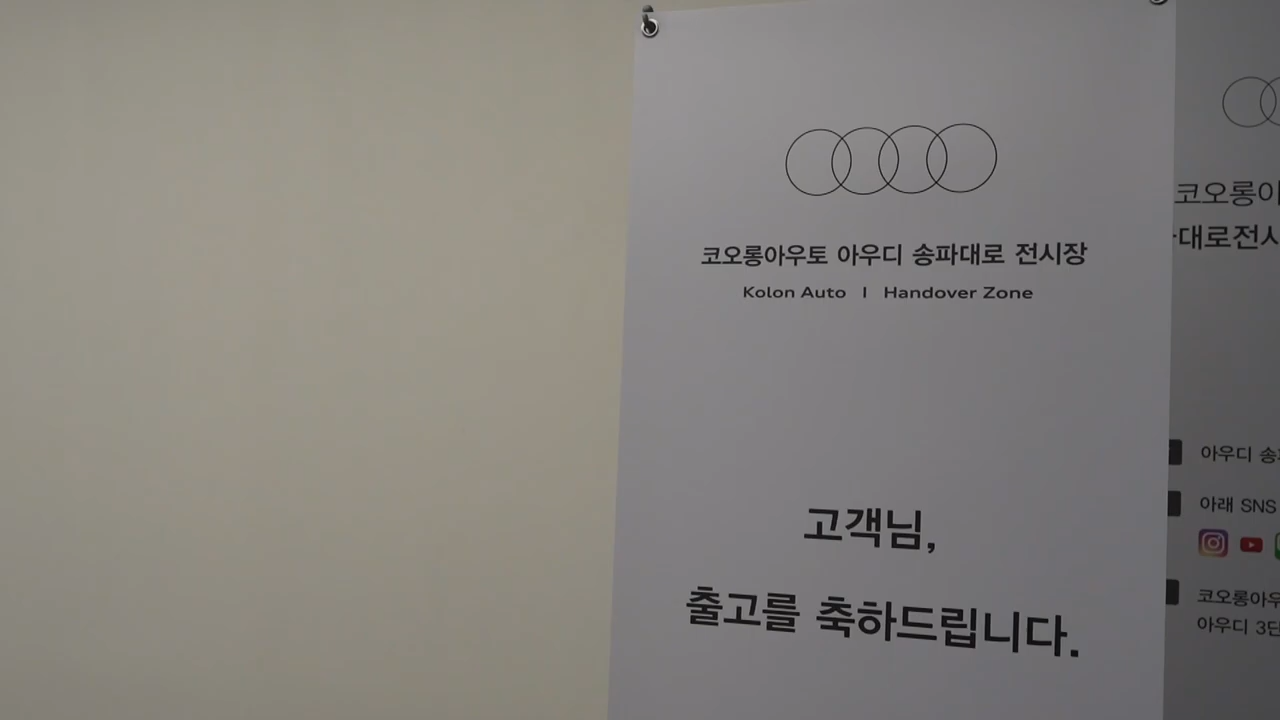 코오롱아우토 아우디 송파대로 전시장
Kolon Auto | Handover Zone
고객님,
출고를 축하드립니다.
코오롱아
대로전시
아우디 송
아래 SNS
코오롱아우
아우디 3단